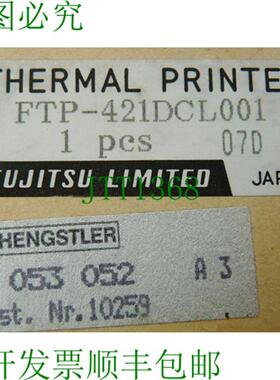 图必究
THERMAL PRINTE
FTP-421DCL001
1 pcs 07D
FUJITSU LIMITED JAP
JTT1368
HENGSTLER
053 052 A 3
st. Nr.10259
开发票顺丰包邮